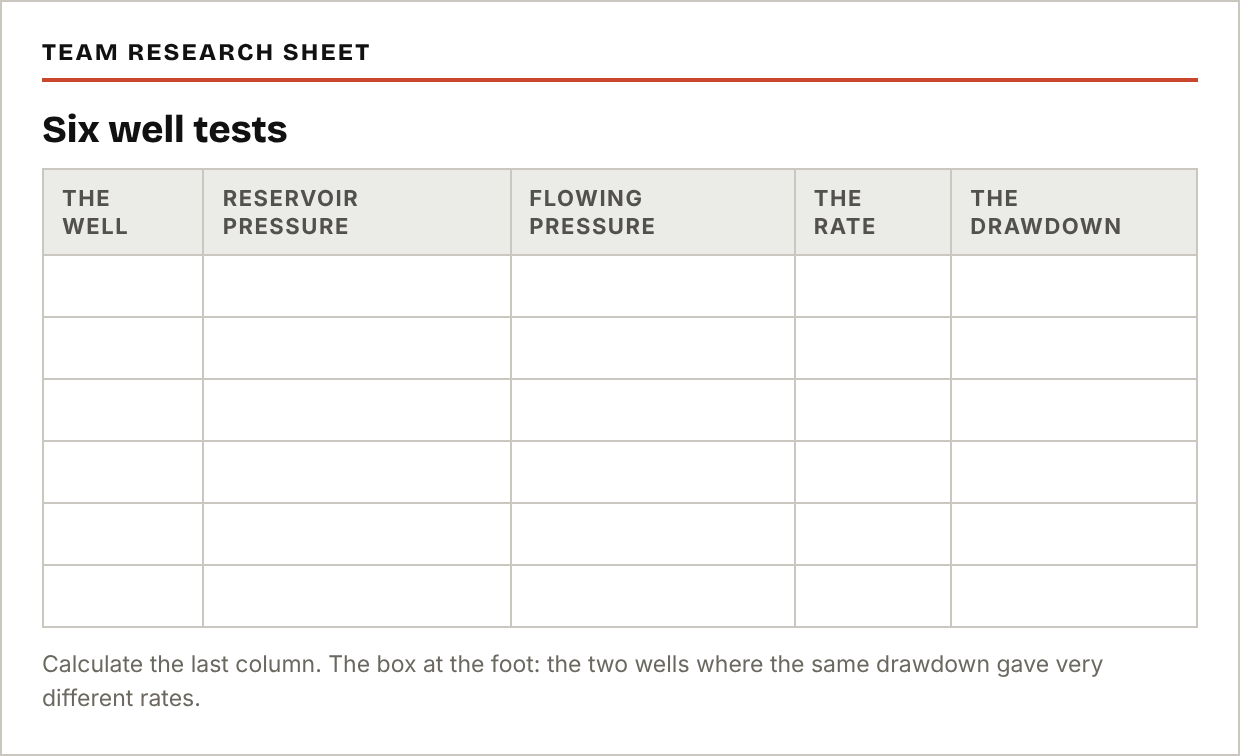 TEAM RESEARCH SHEET
Six well tests
THE WELL
RESERVOIR PRESSURE
FLOWING PRESSURE
THE RATE
THE DRAWDOWN
Calculate the last column. The box at the foot: the two wells where the same drawdown gave very
different rates.